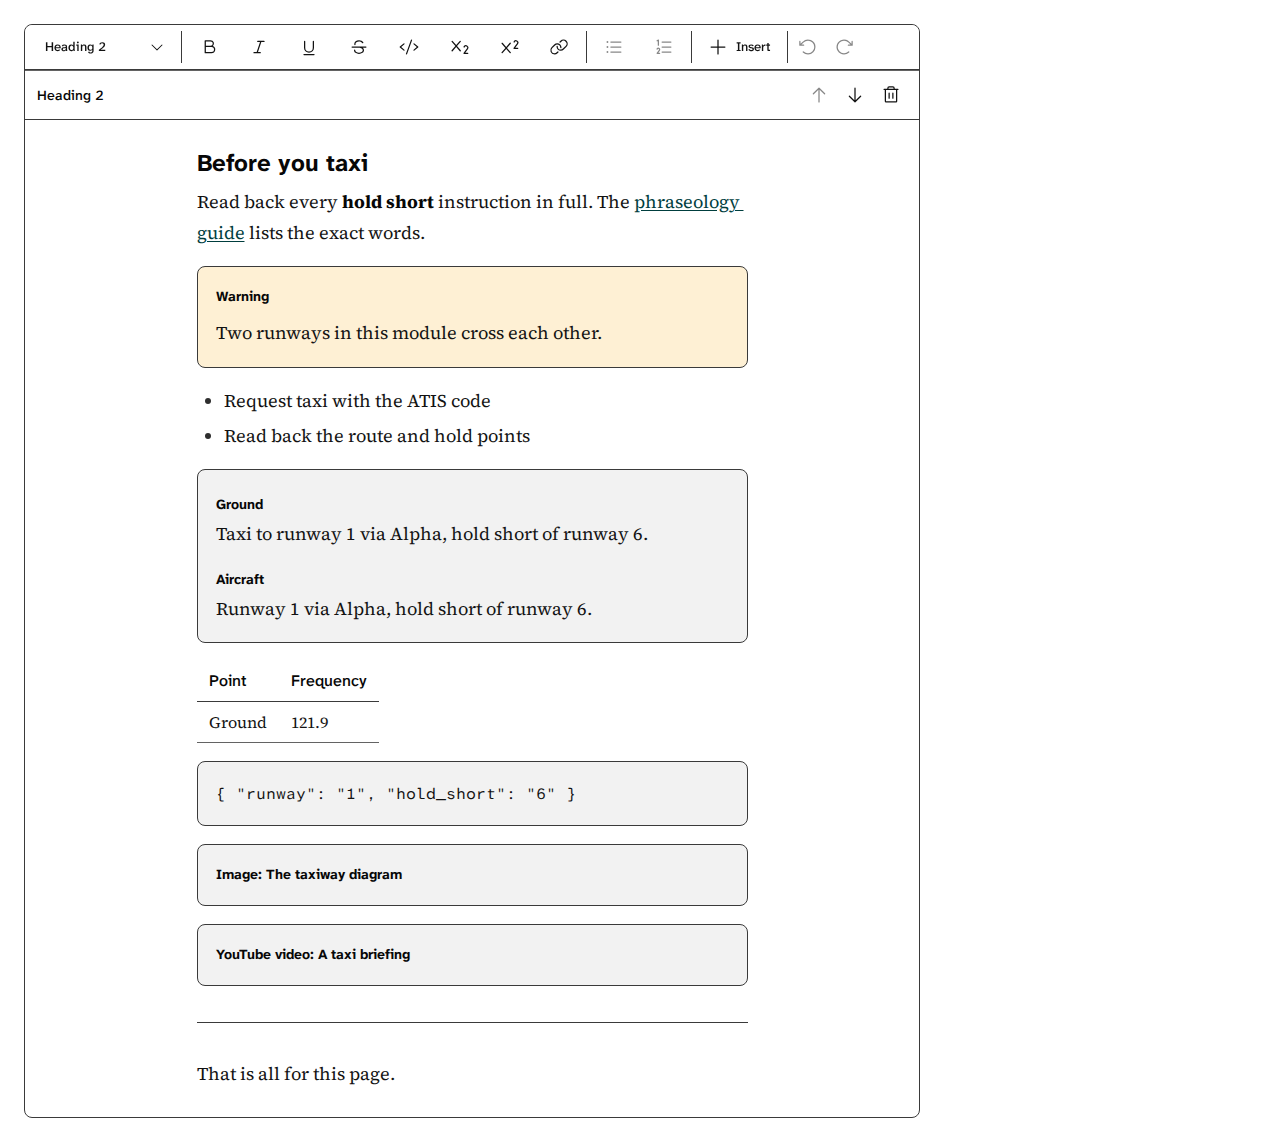 Heading 2
B I U S </> X2 X2 Insert
Heading 2
Before you taxi
Read back every hold short instruction in full. The phraseology
guide lists the exact words.
Warning
Two runways in this module cross each other.
• Request taxi with the ATIS code
• Read back the route and hold points
Ground
Taxi to runway 1 via Alpha, hold short of runway 6.
Aircraft
Runway 1 via Alpha, hold short of runway 6.
Point Frequency
Ground 121.9
{ "runway": "1", "hold_short": "6" }
Image: The taxiway diagram
YouTube video: A taxi briefing
That is all for this page.